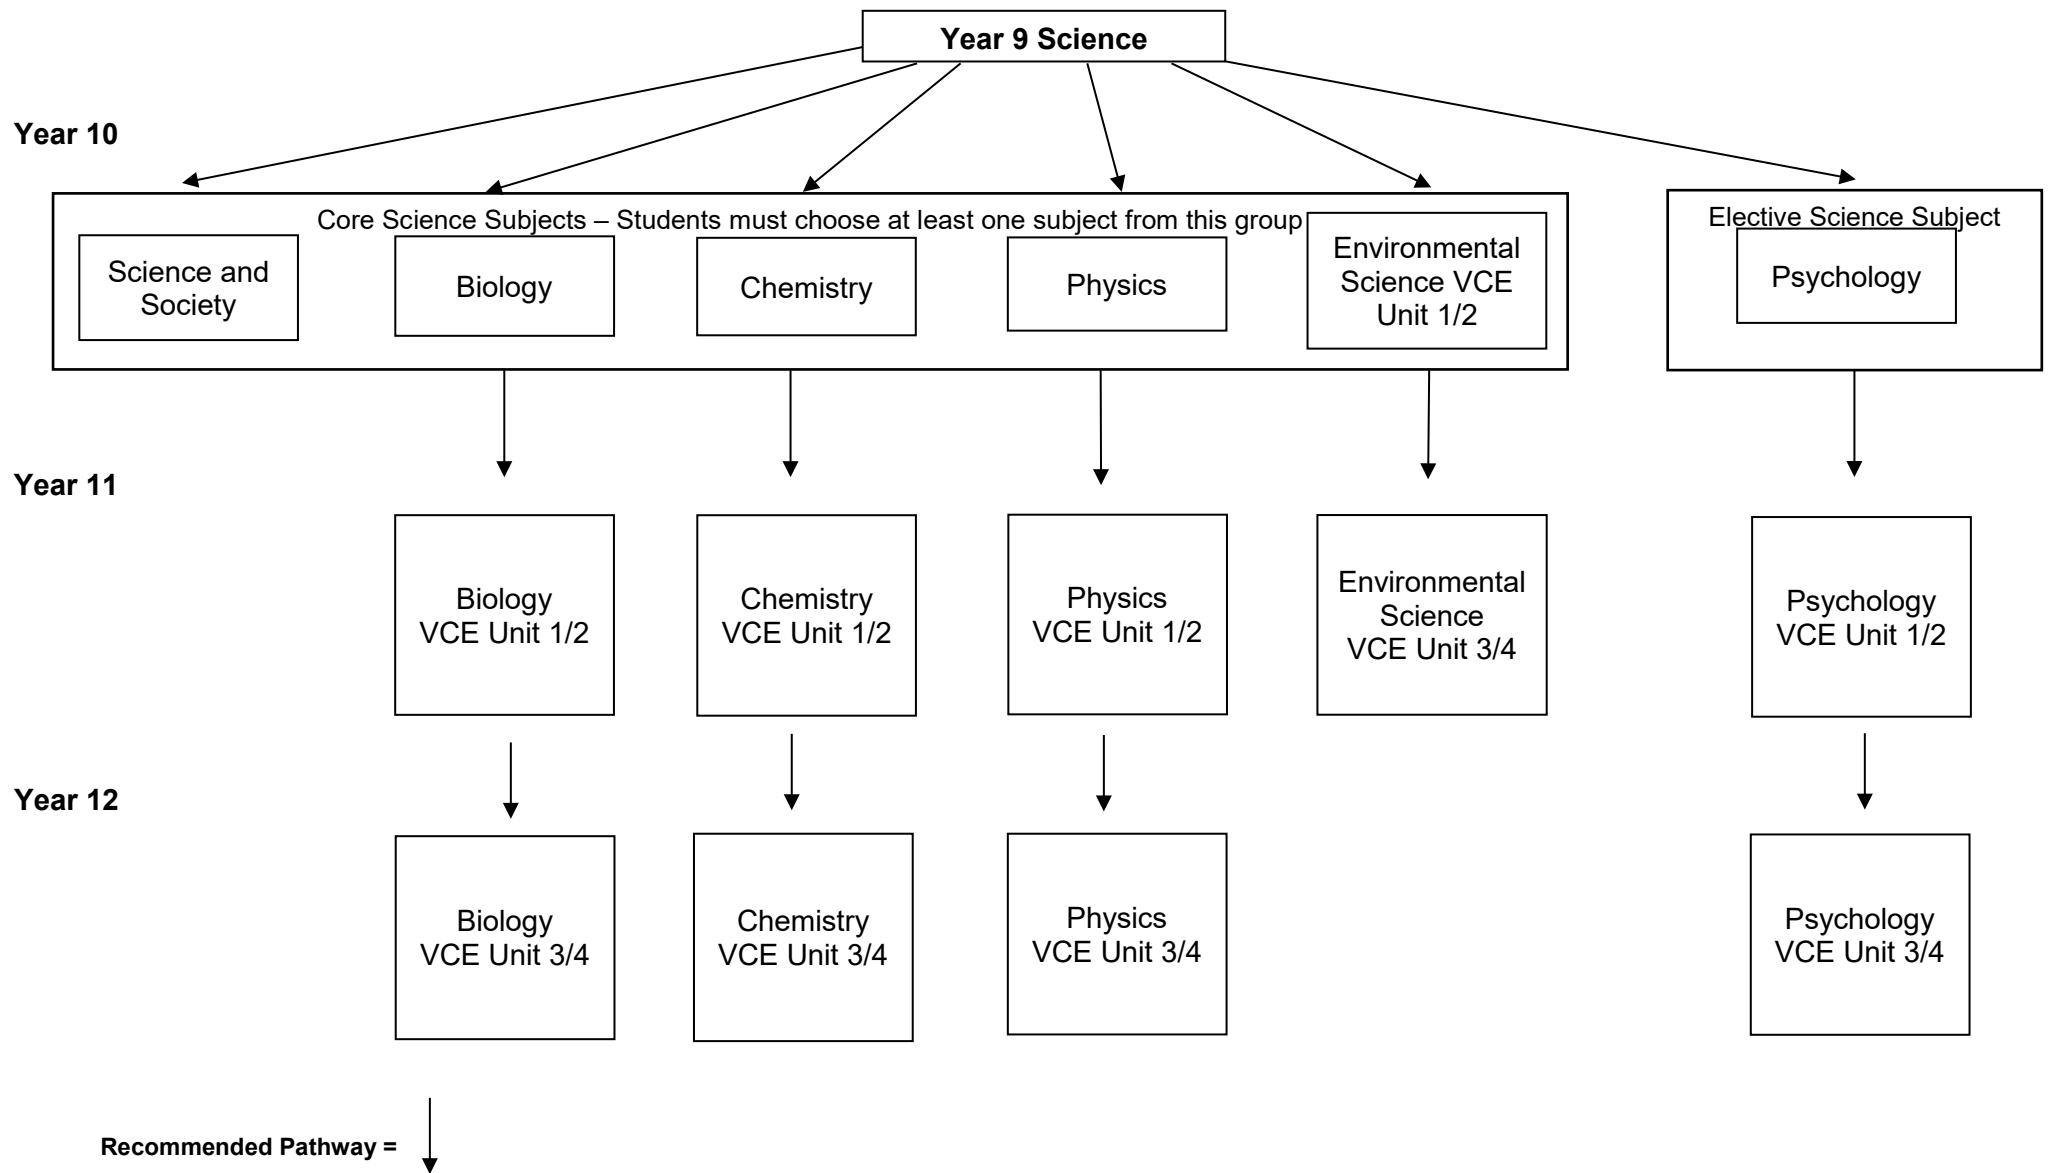 Year 9 Science
Year 10
Core Science Subjects – Students must choose at least one subject from this group
Science and
Society
Biology
Chemistry
Physics
Environmental
Science VCE
Unit 1/2
Elective Science Subject
Psychology
Year 11
Biology
VCE Unit 1/2
Chemistry
VCE Unit 1/2
Physics
VCE Unit 1/2
Environmental
Science
VCE Unit 3/4
Psychology
VCE Unit 1/2
Year 12
Biology
VCE Unit 3/4
Chemistry
VCE Unit 3/4
Physics
VCE Unit 3/4
Psychology
VCE Unit 3/4
Recommended Pathway =